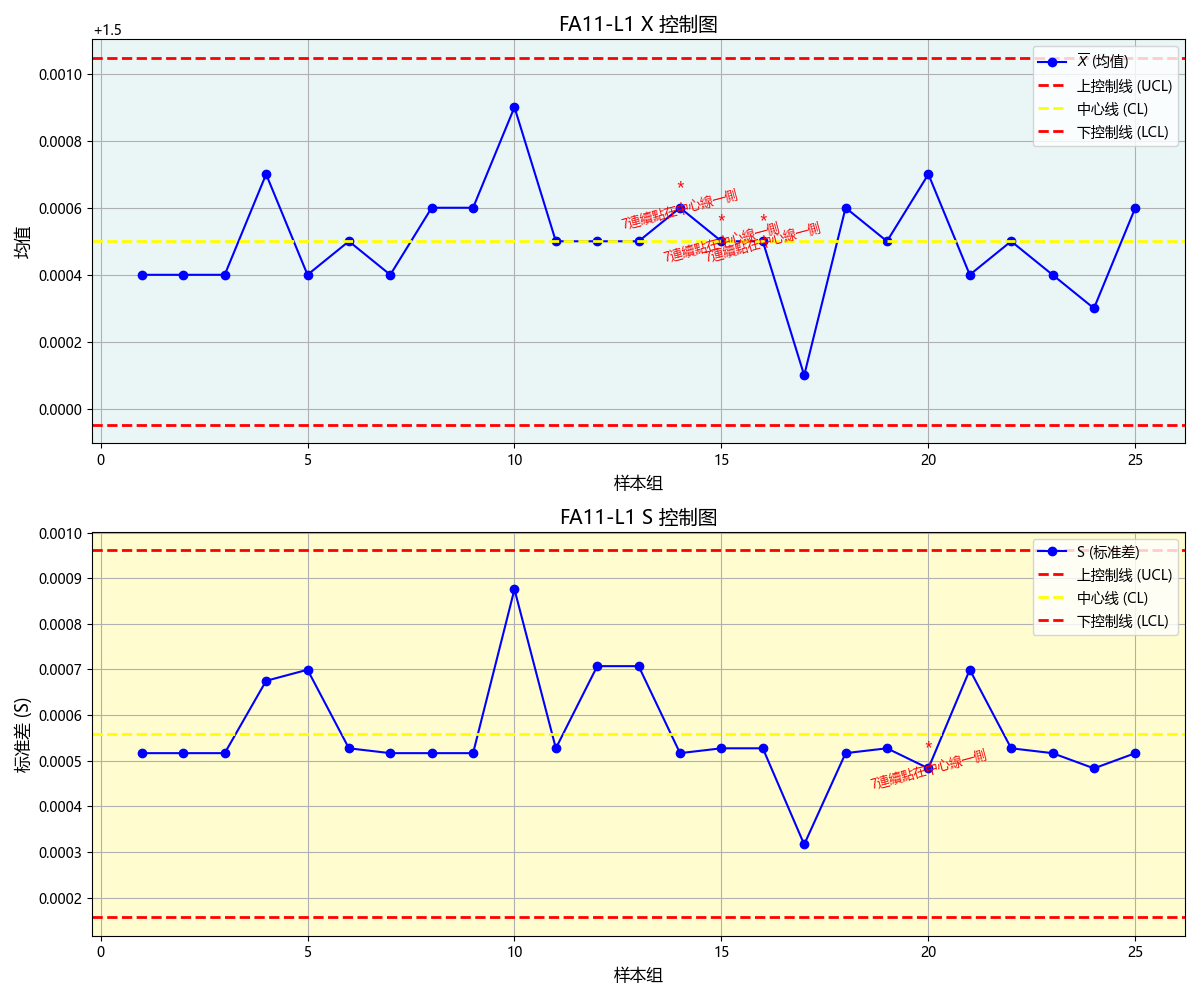 FA11-L1 X 控制图
+1.5
0.0010
0.0008
0.0006
0.0004
0.0002
0.0000
均值
X (均值)
上控制线 (UCL)
中心线 (CL)
下控制线 (LCL)
*
7連續點在中心線一側
*
7連續點在中心線一側
*
7連續點在中心線一側
0 5 10 15 20 25
样本组
FA11-L1 S 控制图
0.0010
0.0009
0.0008
0.0007
0.0006
0.0005
0.0004
0.0003
0.0002
标准差 (S)
S (标准差)
上控制线 (UCL)
中心线 (CL)
下控制线 (LCL)
*
7連續點在中心線一側
0 5 10 15 20 25
样本组